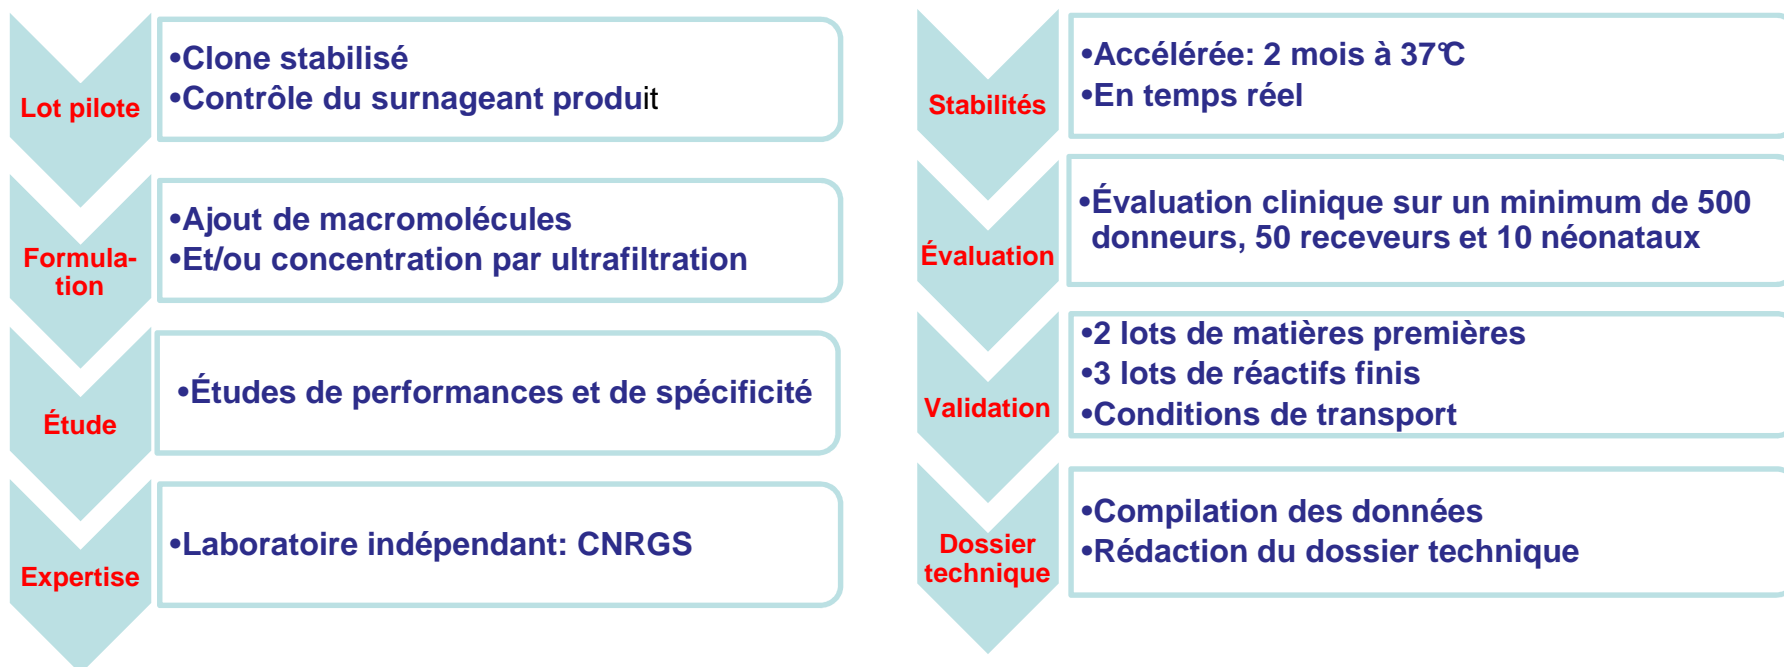 Lot pilote
•Clone stabilisé
•Contrôle du surnageant produit
Formula-
tion
•Ajout de macromolécules
•Et/ou concentration par ultrafiltration
Étude
•Études de performances et de spécificité
Expertise
•Laboratoire indépendant: CNRGS
Stabilités
•Accélérée: 2 mois à 37°C
•En temps réel
Évaluation
•Évaluation clinique sur un minimum de 500
donneurs, 50 receveurs et 10 néonataux
Validation
•2 lots de matières premières
•3 lots de réactifs finis
•Conditions de transport
Dossier
technique
•Compilation des données
•Rédaction du dossier technique